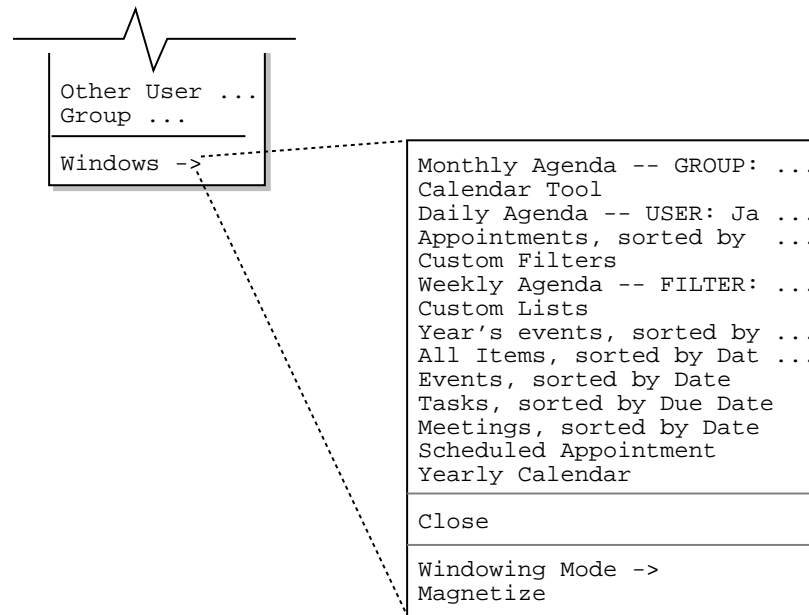 Other User ...
Group ...
Windows ->
Monthly Agenda -- GROUP: ...
Calendar Tool
Daily Agenda -- USER: Ja ...
Appointments, sorted by ...
Custom Filters
Weekly Agenda -- FILTER: ...
Custom Lists
Year's events, sorted by ...
All Items, sorted by Dat ...
Events, sorted by Date
Tasks, sorted by Due Date
Meetings, sorted by Date
Scheduled Appointment
Yearly Calendar
Close
Windowing Mode ->
Magnetize